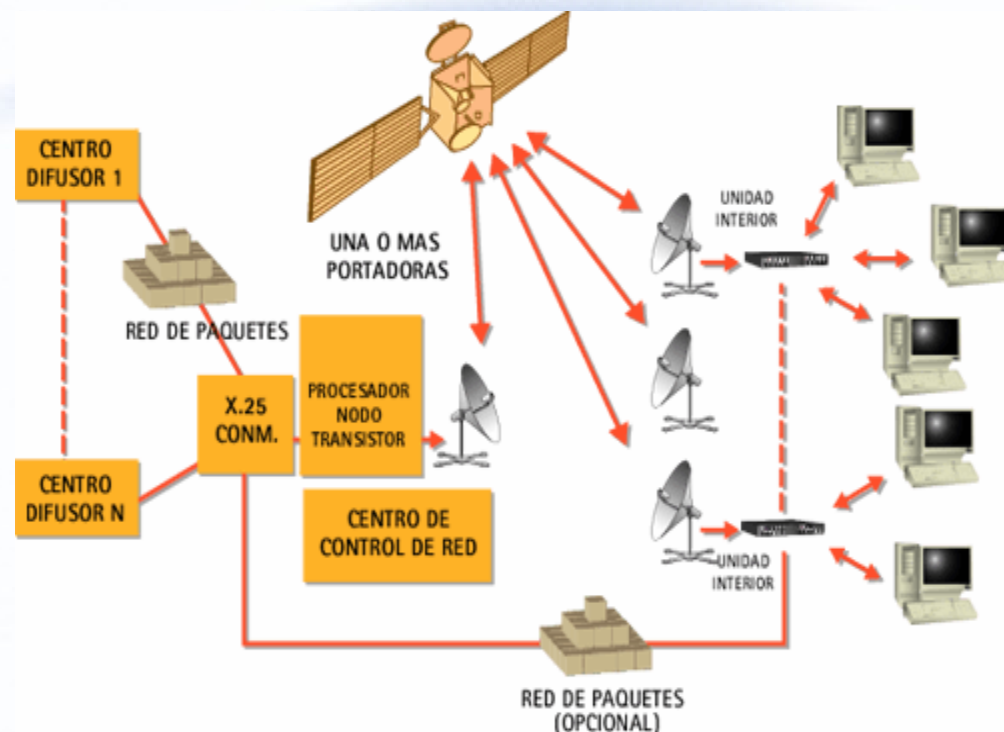 CENTRO
DIFUSOR 1
RED DE PAQUETES
UNA O MAS
PORTADORAS
UNIDAD
INTERIOR
X.25
CONM.
PROCESADOR
NODO
TRANSISTOR
CENTRO
DIFUSOR N
CENTRO DE
CONTROL DE RED
UNIDAD
INTERIOR
RED DE PAQUETES
(OPCIONAL)